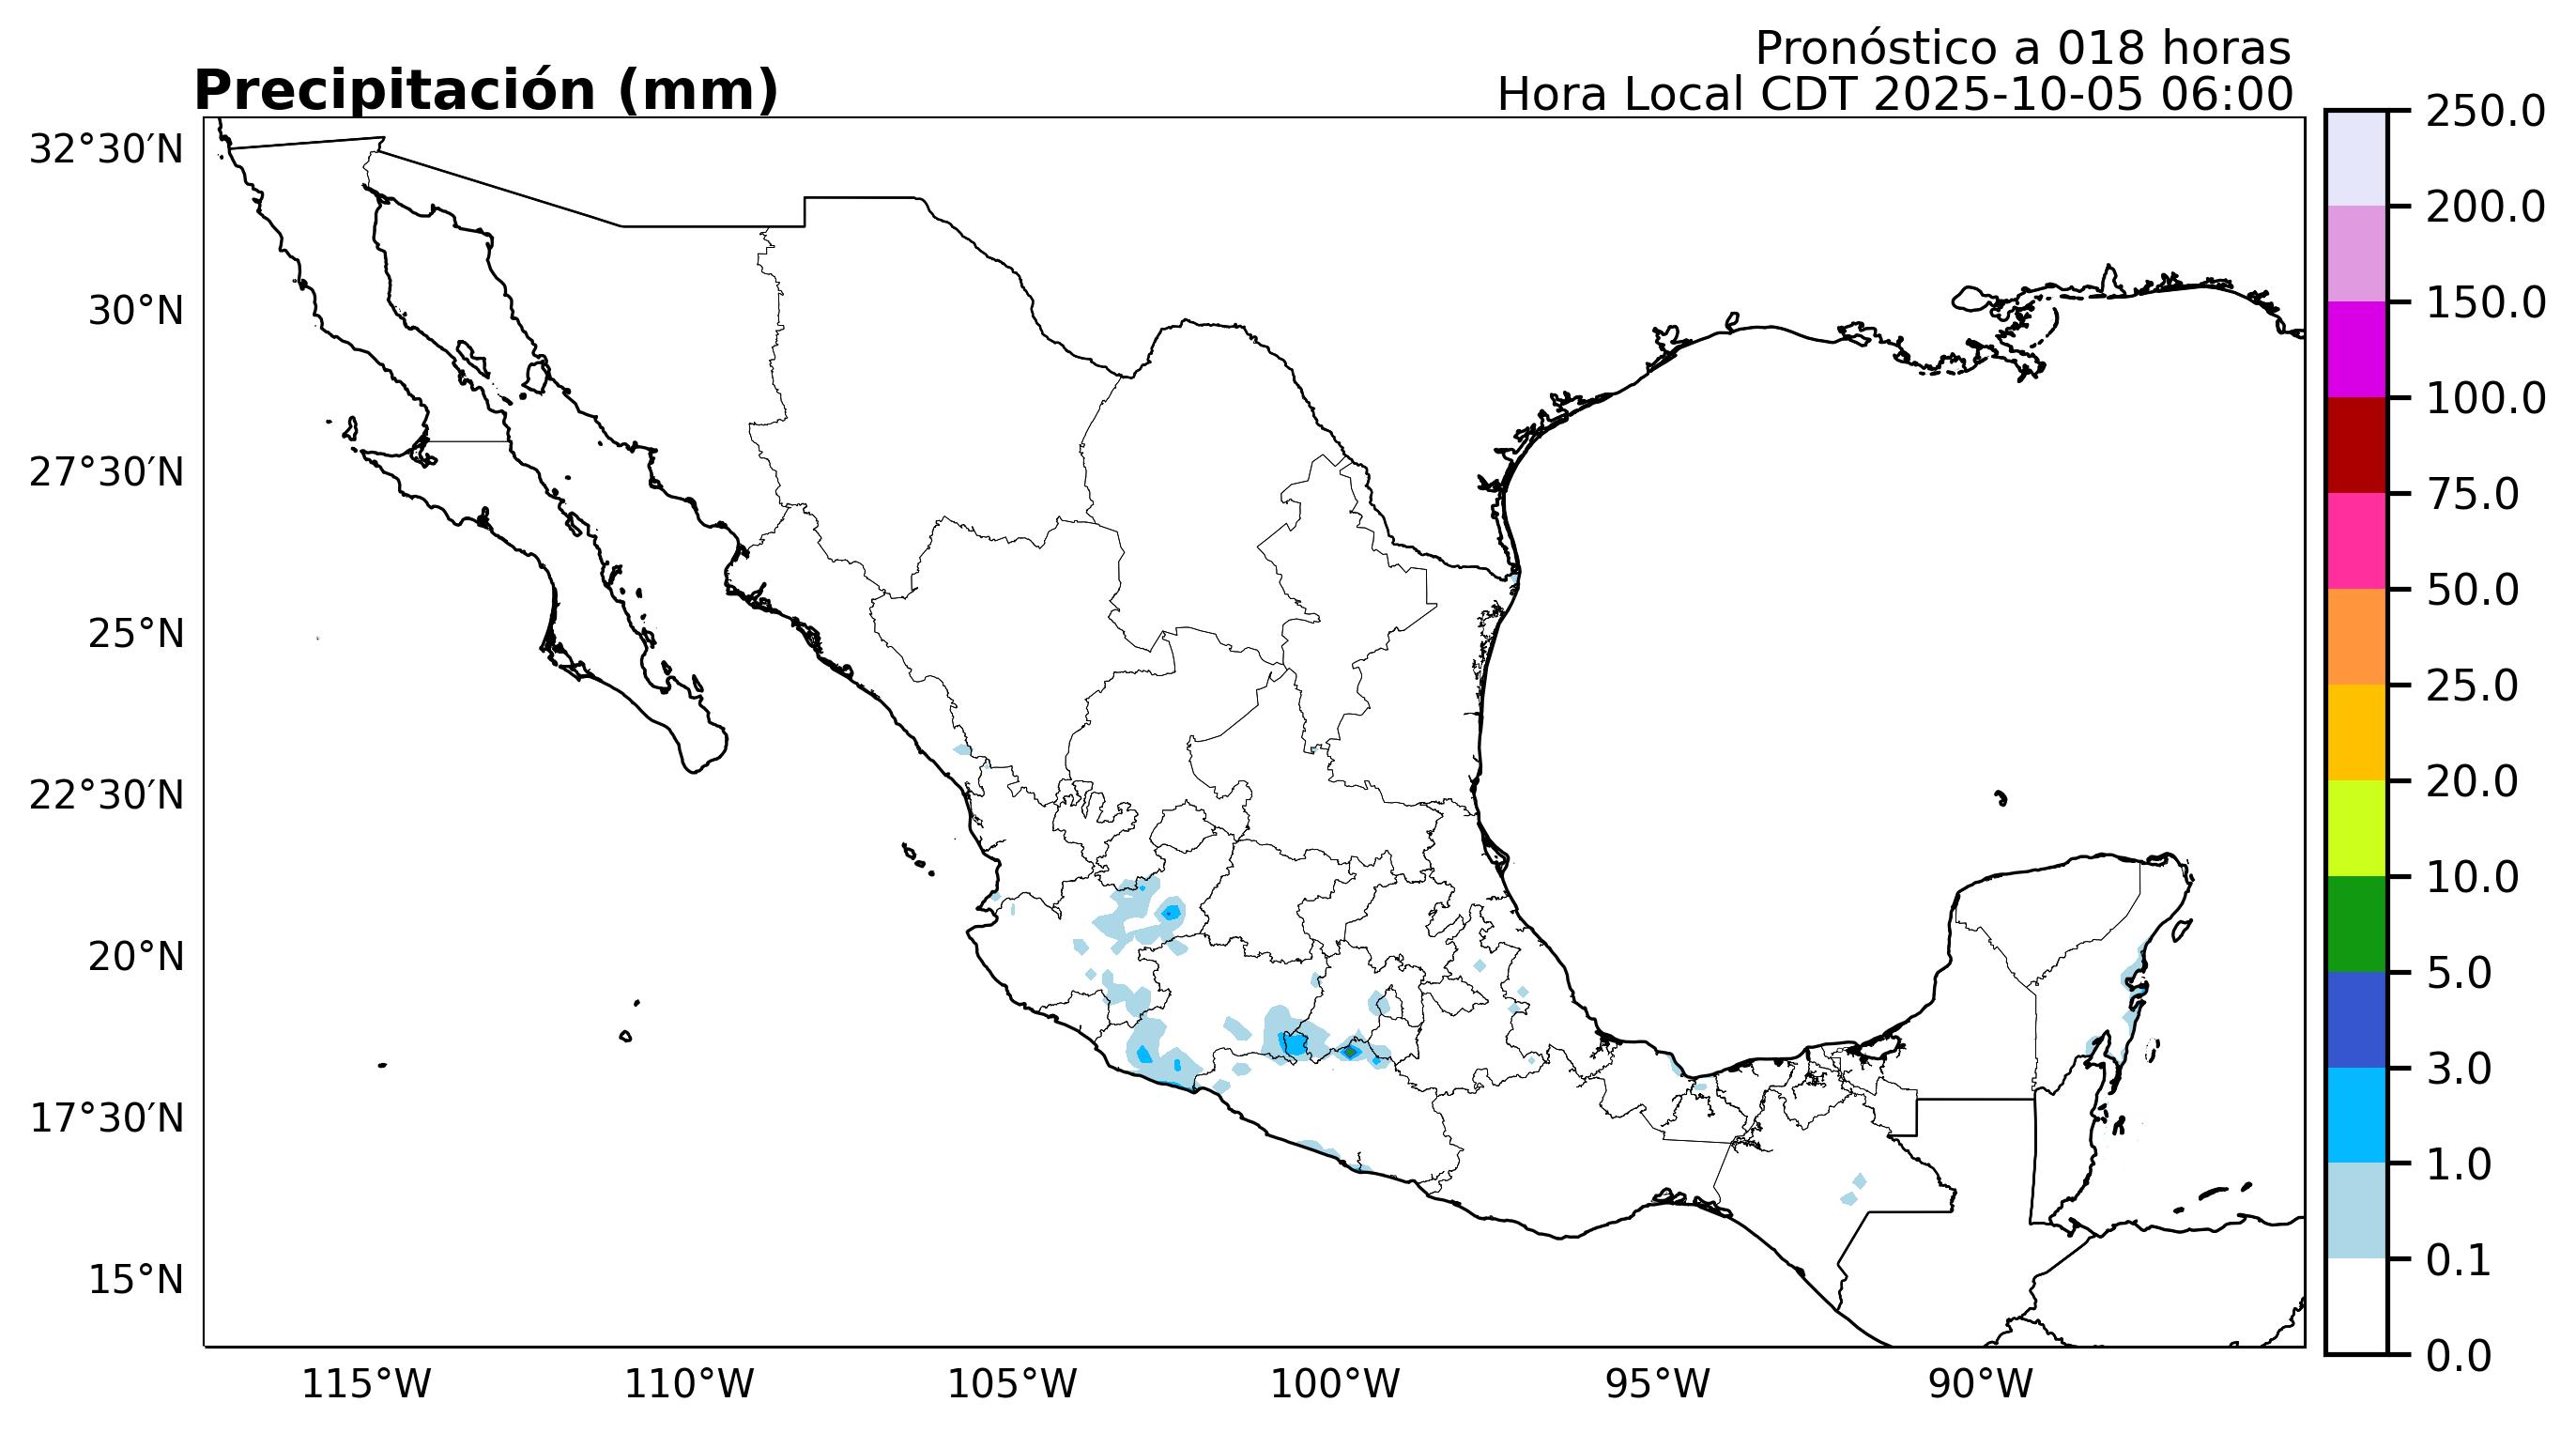 Pronóstico a 018 horas
Precipitación (mm)
Hora Local CDT 2025-10-05 06:00
32°30′N
30°N
27°30′N
25°N
22°30′N
20°N
17°30′N
15°N
115°W
110°W
105°W
100°W
95°W
90°W
250.0
200.0
150.0
100.0
75.0
50.0
25.0
20.0
10.0
5.0
3.0
1.0
0.1
0.0